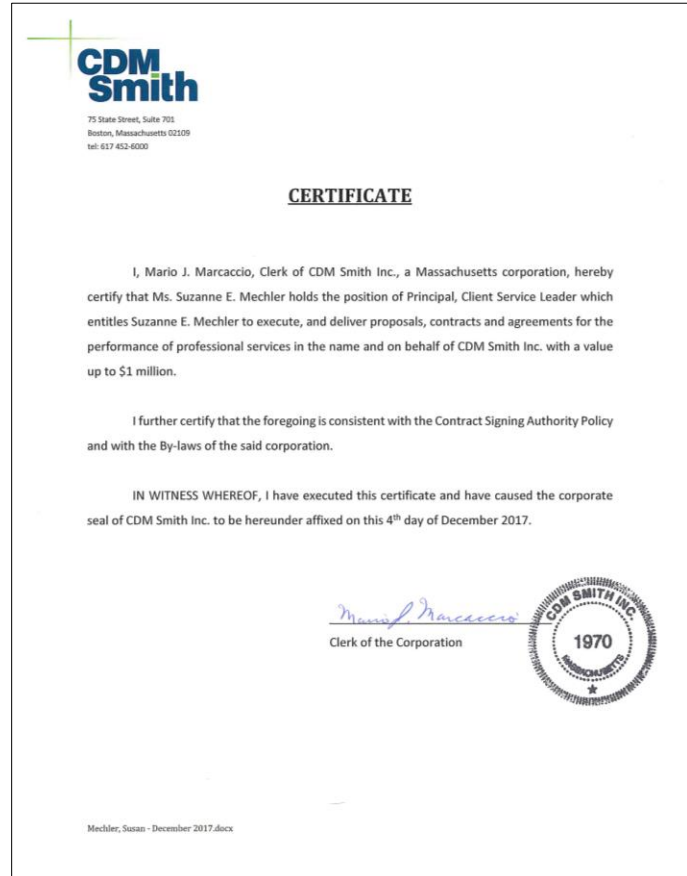 CDM
Smith
75 State Street, Suite 701
Boston, Massachusetts 02109
tel: 617 452-6000
CERTIFICATE
I, Mario J. Marcaccio, Clerk of CDM Smith Inc., a Massachusetts corporation, hereby
certify that Ms. Suzanne E. Mechler holds the position of Principal, Client Service Leader which
entitles Suzanne E. Mechler to execute, and deliver proposals, contracts and agreements for the
performance of professional services in the name and on behalf of CDM Smith Inc. with a value
up to $1 million.
I further certify that the foregoing is consistent with the Contract Signing Authority Policy
and with the By-laws of the said corporation.
IN WITNESS WHEREOF, I have executed this certificate and have caused the corporate
seal of CDM Smith Inc. to be hereunder affixed on this 4th day of December 2017.
Mario J. Marcaccio
Clerk of the Corporation
CDM SMITH INC.
1970
MASSACHUSETTS
Mechler, Susan - December 2017.docx